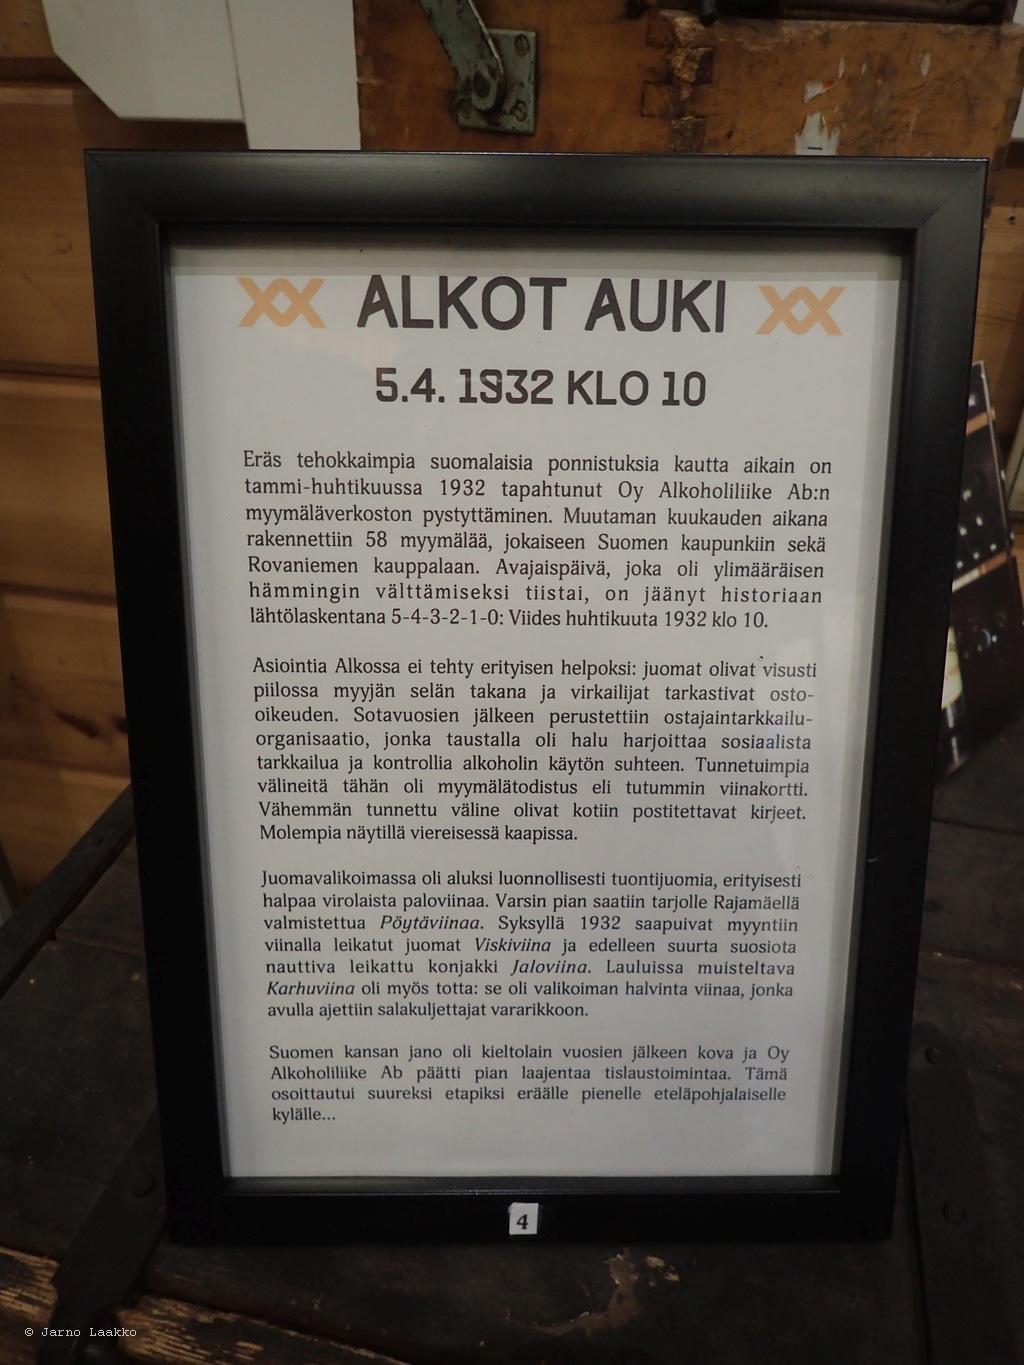 ALKOT AUKI
5.4. 1932 KLO 10
Eräs tehokkaimpia suomalaisia ponnistuksia kautta aikain on
tammi-huhtikuussa 1932 tapahtunut Oy Alkoholiliike Ab:n
myymäläverkoston pystyttäminen. Muutaman kuukauden aikana
rakennettiin 58 myymälää, jokaiseen Suomen kaupunkiin sekä
Rovaniemen kauppalaan. Avajaispäivä, joka oli ylimääräisen
hämmingin välttämiseksi tiistai, on jäänyt historiaan
lähtölaskentana 5-4-3-2-1-0: Viides huhtikuuta 1932 klo 10.
Asiointia Alkossa ei tehty erityisen helpoksi: juomat olivat visusti
piilossa myyjän selän takana ja virkailijat tarkastivat osto-
oikeuden. Sotavuosien jälkeen perustettiin ostajaintarkkailu-
organisaatio, jonka taustalla oli halu harjoittaa sosiaalista
tarkkailua ja kontrollia alkoholin käytön suhteen. Tunnetuimpia
välineitä tähän oli myymälätodistus eli tutummin viinakortti.
Vähemmän tunnettu väline olivat kotiin postitettavat kirjeet.
Molempia näytillä viereisessä kaapissa.
Juomavalikoimassa oli aluksi luonnollisesti tuontijuomia, erityisesti
halpaa virolaista paloviinaa. Varsin pian saatiin tarjolle Rajamäellä
valmistettua Pöytäviinaa. Syksyllä 1932 saapuivat myyntiin
viinalla leikatut juomat Viskiviina ja edelleen suurta suosiota
nauttiva leikattu konjakki Jaloviina. Lauluissa muisteltava
Karhuviina oli myös totta: se oli valikoiman halvinta viinaa, jonka
avulla ajettiin salakuljettajat vararikkoon.
Suomen kansan jano oli kieltolain vuosien jälkeen kova ja Oy
Alkoholiliike Ab päätti pian laajentaa tislaustoimintaa. Tämä
osoittautui suureksi etapiksi eräälle pienelle eteläpohjalaiselle
kylälle...
4
© Jarno Laakko